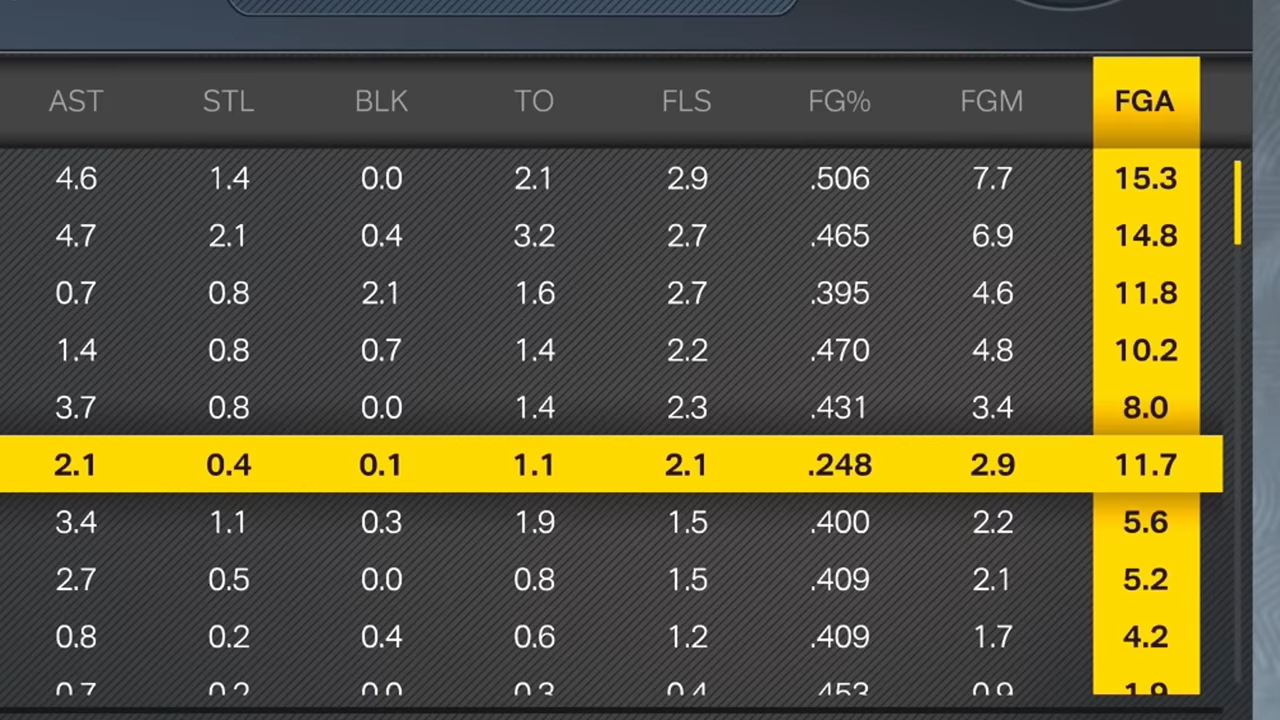 AST STL BLK TO FLS FG% FGM FGA
4.6 1.4 0.0 2.1 2.9 .506 7.7 15.3
4.7 2.1 0.4 3.2 2.7 .465 6.9 14.8
0.7 0.8 2.1 1.6 2.7 .395 4.6 11.8
1.4 0.8 0.7 1.4 2.2 .470 4.8 10.2
3.7 0.8 0.0 1.4 2.3 .431 3.4 8.0
2.1 0.4 0.1 1.1 2.1 .248 2.9 11.7
3.4 1.1 0.3 1.9 1.5 .400 2.2 5.6
2.7 0.5 0.0 0.8 1.5 .409 2.1 5.2
0.8 0.2 0.4 0.6 1.2 .409 1.7 4.2